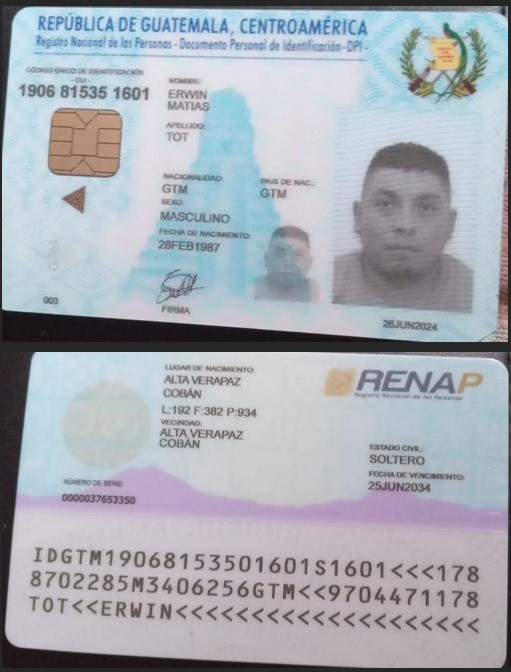 REPÚBLICA DE GUATEMALA, CENTROAMÉRICA
Registro Nacional de las Personas - Documento Personal de Identificación - DPI -
CÓDIGO ÚNICO DE IDENTIFICACIÓN
- CUI -
1906 81535 1601
NOMBRE:
ERWIN
MATIAS
APELLIDO:
TOT
NACIONALIDAD:
GTM
PAÍS DE NAC.:
GTM
SEXO:
MASCULINO
FECHA DE NACIMIENTO:
28FEB1987
003
FIRMA
26JUN2024
LUGAR DE NACIMIENTO:
ALTA VERAPAZ
COBÁN
L:192 F:382 P:934
VECINDAD:
ALTA VERAPAZ
COBÁN
RENAP
Registro Nacional de las Personas
ESTADO CIVIL:
SOLTERO
FECHA DE VENCIMIENTO:
25JUN2034
NÚMERO DE SERIE:
0000037653350
IDGTM19068153501601S1601<<<178
8702285M3406256GTM<<9704471178
TOT<<ERWIN<<<<<<<<<<<<<<<<<<<<